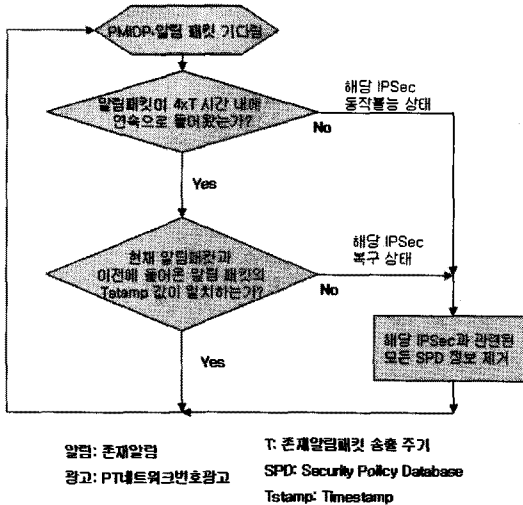 PMIDP-알림 패킷 기다림
알림패킷이 4xT 시간 내에
연속으로 들어왔는가?
해당 IPSec
동작불능 상태
No
Yes
현재 알림패킷과
이전에 들어온 알림 패킷의
Tstamp 값이 일치하는가?
해당 IPSec
복구 상태
No
해당 IPSec과 관련된
모든 SPD 정보 제거
Yes
알림: 존재알림
광고: PT네트워크번호광고
T: 존재알림패킷 송출 주기
SPD: Security Policy Database
Tstamp: Timestamp